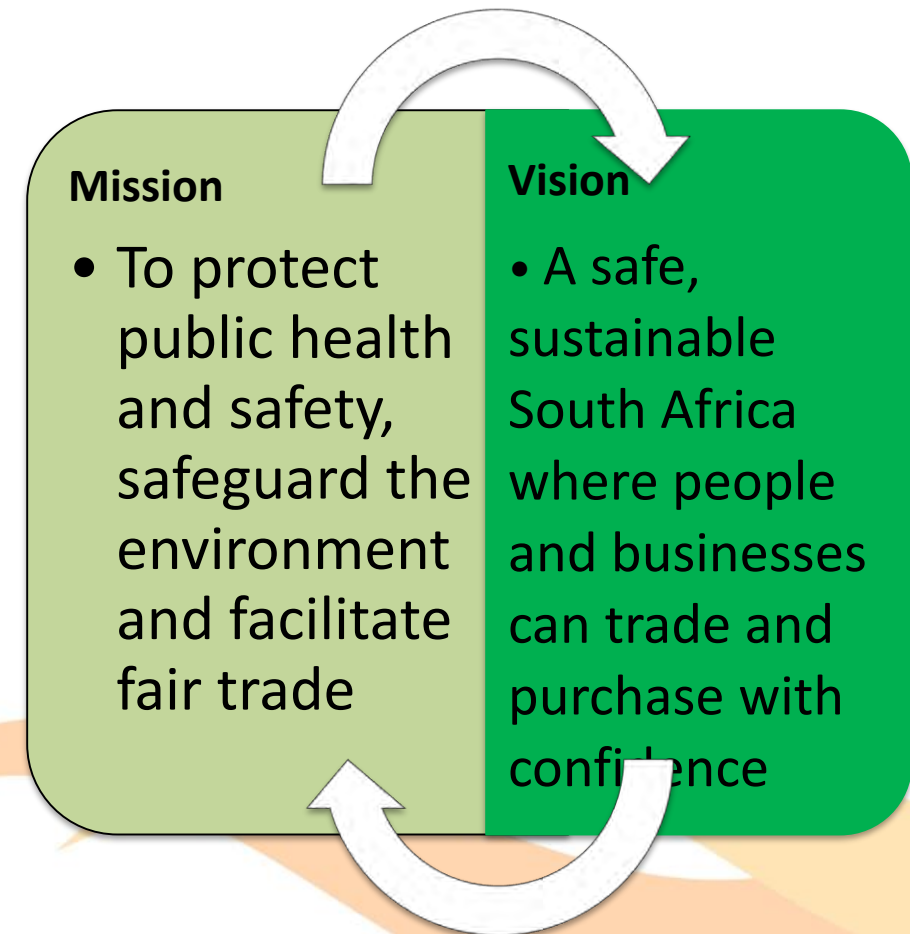 Mission
• To protect
public health
and safety,
safeguard the
environment
and facilitate
fair trade
Vision
• A safe,
sustainable
South Africa
where people
and businesses
can trade and
purchase with
confidence